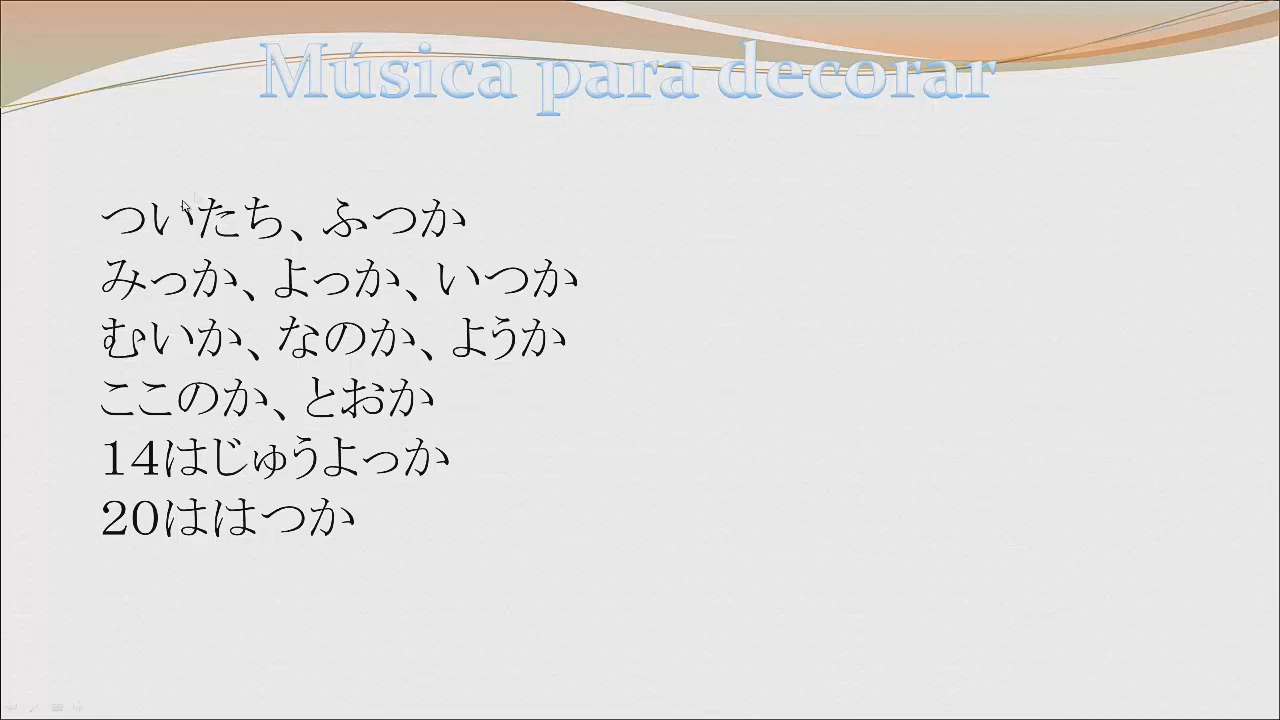 Música para decorar
ついたち、ふつか
みっか、よっか、いつか
むいか、なのか、ようか
ここのか、とおか
14はじゅうよっか
20ははつか